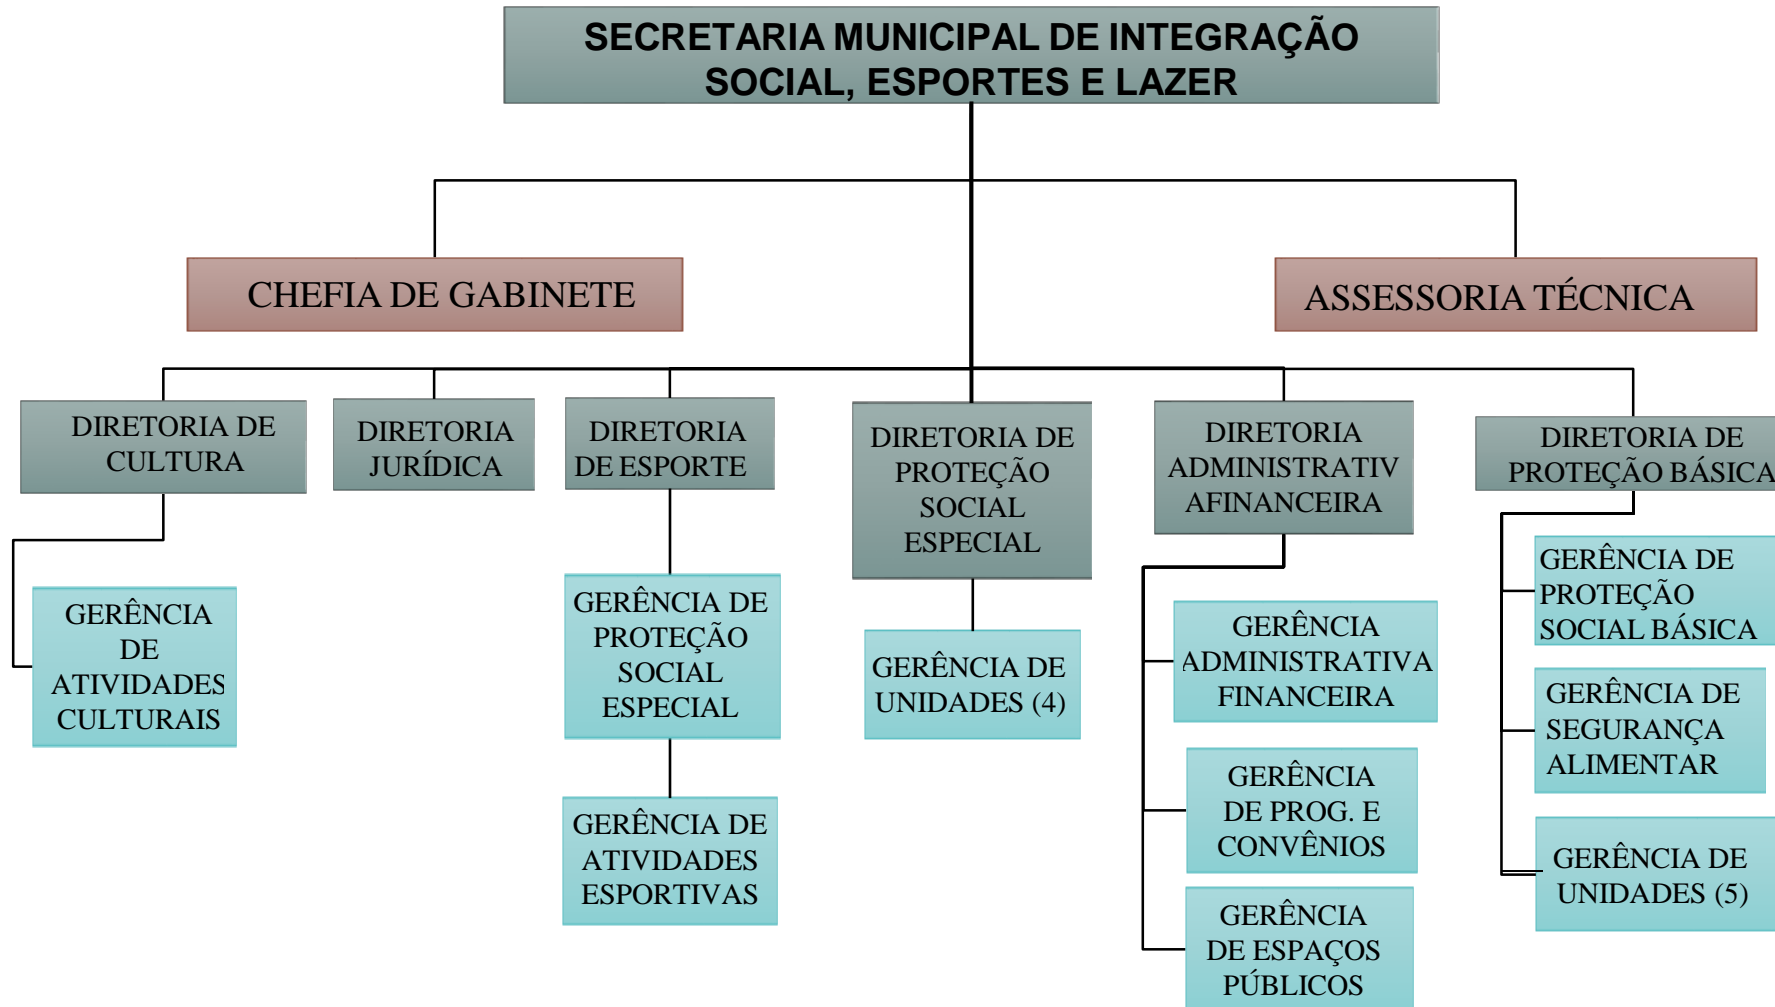 SECRETARIA MUNICIPAL DE INTEGRAÇÃO
SOCIAL, ESPORTES E LAZER
CHEFIA DE GABINETE
ASSESSORIA TÉCNICA
DIRETORIA DE
CULTURA
DIRETORIA
JURÍDICA
DIRETORIA
DE ESPORTE
DIRETORIA DE
PROTEÇÃO
SOCIAL
ESPECIAL
DIRETORIA
ADMINISTRATIV
AFINANCEIRA
DIRETORIA DE
PROTEÇÃO BÁSICA
GERÊNCIA
DE
ATIVIDADES
CULTURAIS
GERÊNCIA DE
PROTEÇÃO
SOCIAL
ESPECIAL
GERÊNCIA DE
ATIVIDADES
ESPORTIVAS
GERÊNCIA DE
UNIDADES (4)
GERÊNCIA
ADMINISTRATIVA
FINANCEIRA
GERÊNCIA
DE PROG. E
CONVÊNIOS
GERÊNCIA
DE ESPAÇOS
PÚBLICOS
GERÊNCIA DE
PROTEÇÃO
SOCIAL BÁSICA
GERÊNCIA DE
SEGURANÇA
ALIMENTAR
GERÊNCIA DE
UNIDADES (5)